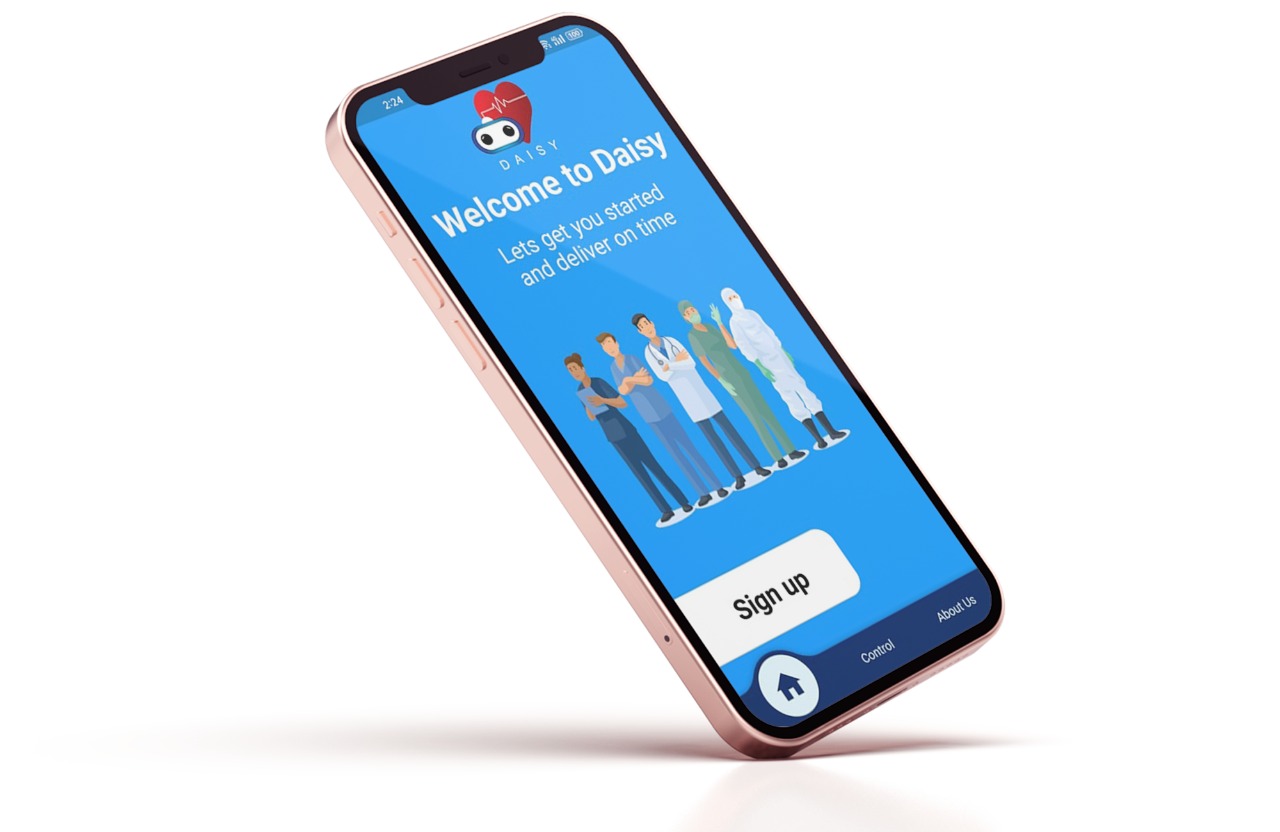 2:24
100
DAISY
Welcome to Daisy
Lets get you started
and deliver on time
Sign up
Control
About Us